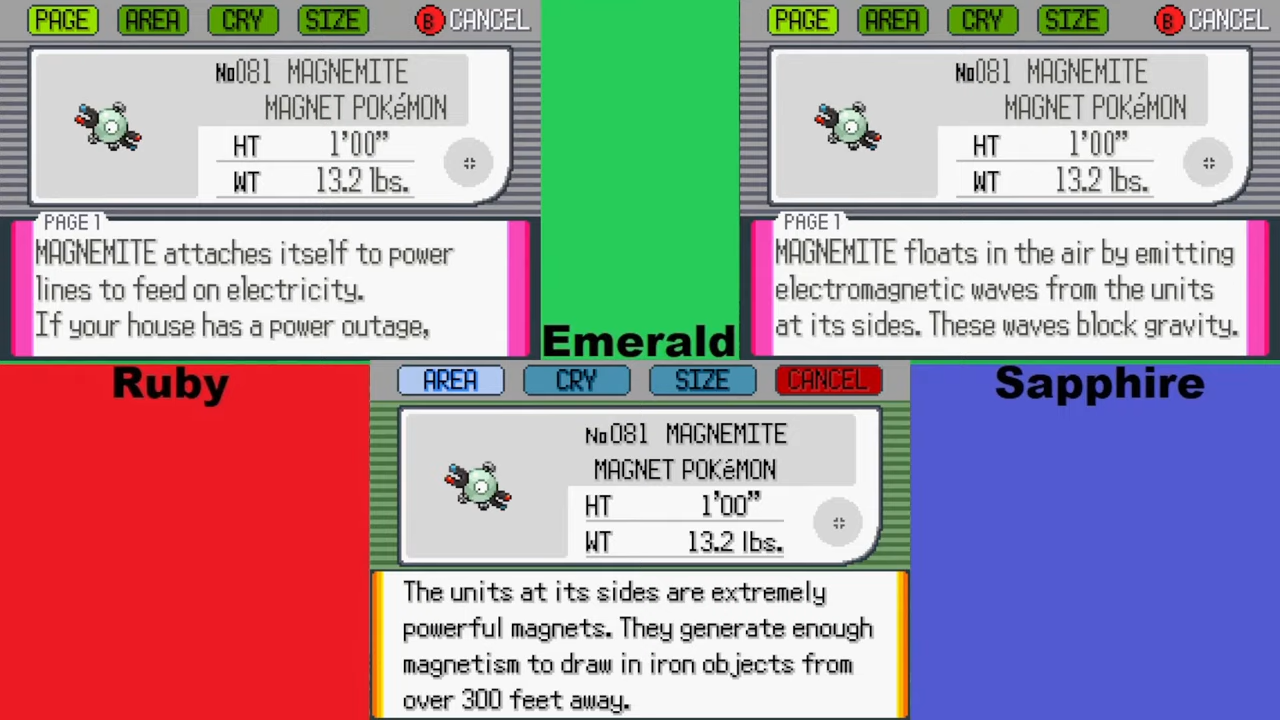 PAGE AREA CRY SIZE B CANCEL
No081 MAGNEMITE
MAGNET POKéMON
HT 1'00”
WT 13.2 lbs.
PAGE 1
MAGNEMITE attaches itself to power
lines to feed on electricity.
If your house has a power outage,
PAGE AREA CRY SIZE B CANCEL
No081 MAGNEMITE
MAGNET POKéMON
HT 1'00”
WT 13.2 lbs.
PAGE 1
MAGNEMITE floats in the air by emitting
electromagnetic waves from the units
at its sides. These waves block gravity.
Emerald
Ruby
Sapphire
AREA CRY SIZE CANCEL
No081 MAGNEMITE
MAGNET POKéMON
HT 1'00”
WT 13.2 lbs.
The units at its sides are extremely
powerful magnets. They generate enough
magnetism to draw in iron objects from
over 300 feet away.